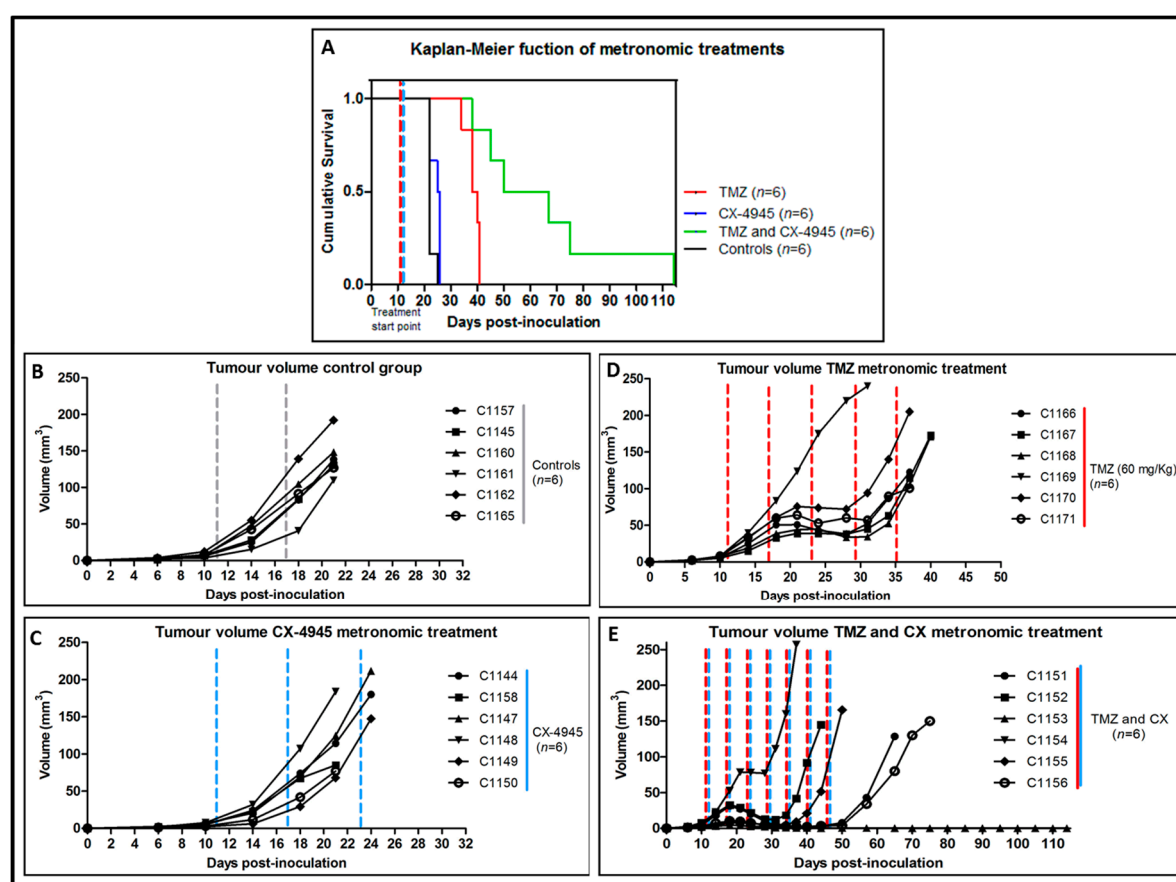 A
Kaplan-Meier fuction of metronomic treatments
Cumulative Survival
1.0
0.5
0.0
0 10 20 30 40 50 60 70 80 90 100 110
Treatment
start point
Days post-inoculation
TMZ (n=6)
CX-4945 (n=6)
TMZ and CX-4945 (n=6)
Controls (n=6)
B
Tumour volume control group
Volume (mm3)
250
200
150
100
50
0
0 2 4 6 8 10 12 14 16 18 20 22 24 26 28 30 32
Days post-inoculation
C1157
C1145
C1160
C1161
C1162
C1165
Controls
(n=6)
D
Tumour volume TMZ metronomic treatment
Volume (mm3)
250
200
150
100
50
0
0 5 10 15 20 25 30 35 40 45 50
Days post-inoculation
C1166
C1167
C1168
C1169
C1170
C1171
TMZ (60 mg/Kg)
(n=6)
C
Tumour volume CX-4945 metronomic treatment
Volume (mm3)
250
200
150
100
50
0
0 2 4 6 8 10 12 14 16 18 20 22 24 26 28 30 32
Days post-inoculation
C1144
C1158
C1147
C1148
C1149
C1150
CX-4945
(n=6)
E
Tumour volume TMZ and CX metronomic treatment
Volume (mm3)
250
200
150
100
50
0
0 10 20 30 40 50 60 70 80 90 100 110
Days post-inoculation
C1151
C1152
C1153
C1154
C1155
C1156
TMZ and CX
(n=6)